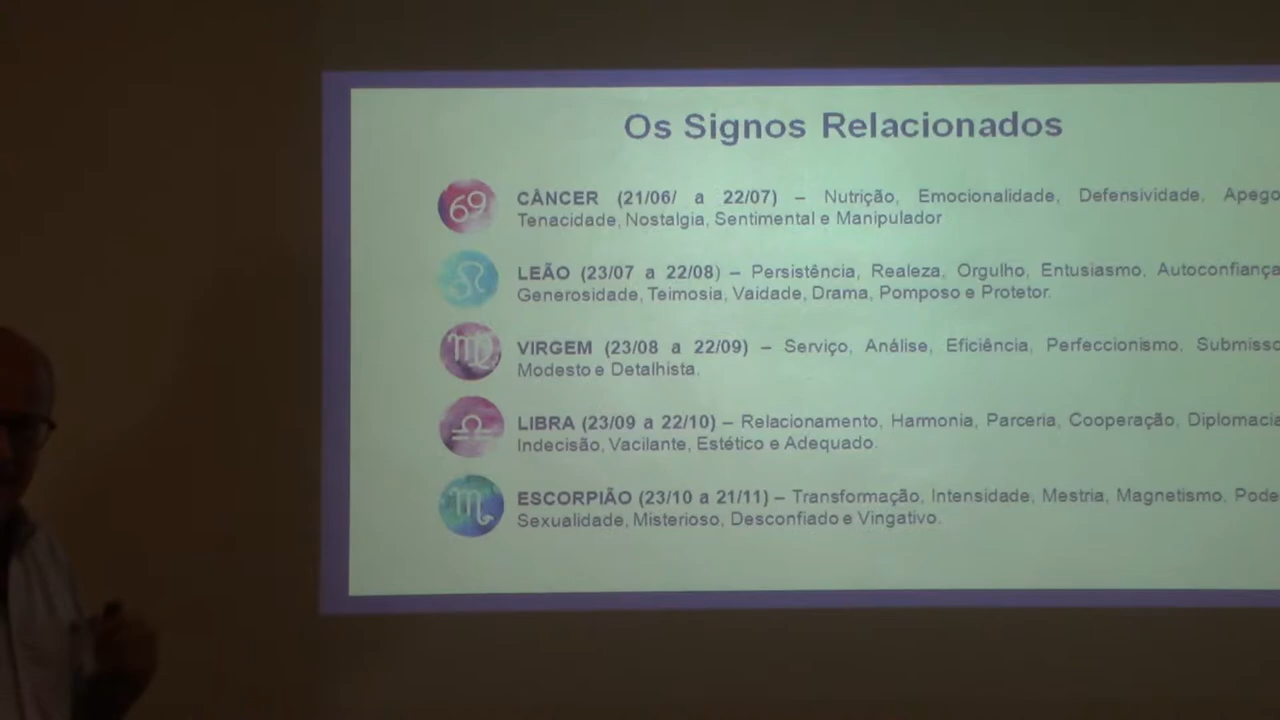 Os Signos Relacionados
CÂNCER (21/06/ a 22/07) – Nutrição, Emocionalidade, Defensividade, Apego
Tenacidade, Nostalgia, Sentimental e Manipulador
LEÃO (23/07 a 22/08) – Persistência, Realeza, Orgulho, Entusiasmo, Autoconfiança
Generosidade, Teimosia, Vaidade, Drama, Pomposo e Protetor.
VIRGEM (23/08 a 22/09) – Serviço, Análise, Eficiência, Perfeccionismo, Submisso
Modesto e Detalhista.
LIBRA (23/09 a 22/10) – Relacionamento, Harmonia, Parceria, Cooperação, Diplomacia
Indecisão, Vacilante, Estético e Adequado.
ESCORPIÃO (23/10 a 21/11) – Transformação, Intensidade, Mestria, Magnetismo, Pode
Sexualidade, Misterioso, Desconfiado e Vingativo.